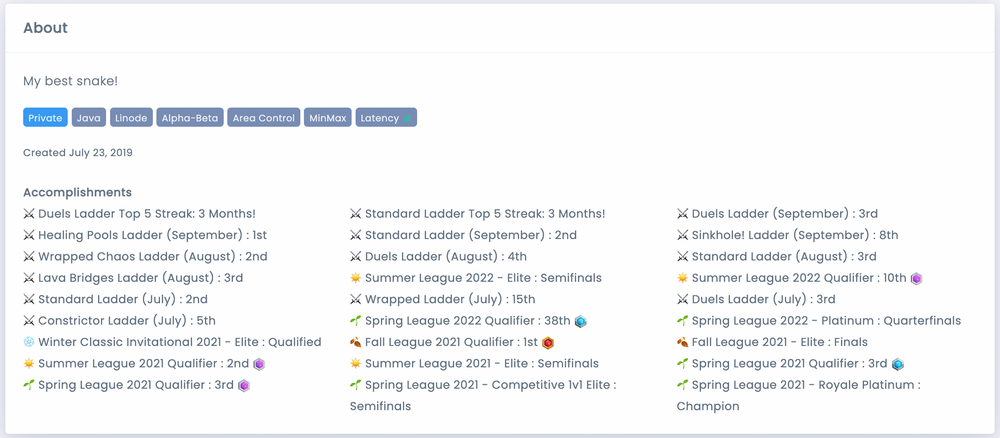 About
My best snake!
Private Java Linode Alpha-Beta Area Control MinMax Latency
Created July 23, 2019
Accomplishments
Duels Ladder Top 5 Streak: 3 Months! Standard Ladder Top 5 Streak: 3 Months! Duels Ladder (September) : 3rd
Healing Pools Ladder (September) : 1st Standard Ladder (September) : 2nd Sinkhole! Ladder (September) : 8th
Wrapped Chaos Ladder (August) : 2nd Duels Ladder (August) : 4th Standard Ladder (August) : 3rd
Lava Bridges Ladder (August) : 3rd Summer League 2022 - Elite : Semifinals Summer League 2022 Qualifier : 10th
Standard Ladder (July) : 2nd Wrapped Ladder (July) : 15th Duels Ladder (July) : 3rd
Constrictor Ladder (July) : 5th Spring League 2022 Qualifier : 38th Spring League 2022 - Platinum : Quarterfinals
Winter Classic Invitational 2021 - Elite : Qualified Fall League 2021 Qualifier : 1st Fall League 2021 - Elite : Finals
Summer League 2021 Qualifier : 2nd Summer League 2021 - Elite : Semifinals Spring League 2021 Qualifier : 3rd
Spring League 2021 Qualifier : 3rd Spring League 2021 - Competitive 1v1 Elite : Spring League 2021 - Royale Platinum :
Semifinals Champion